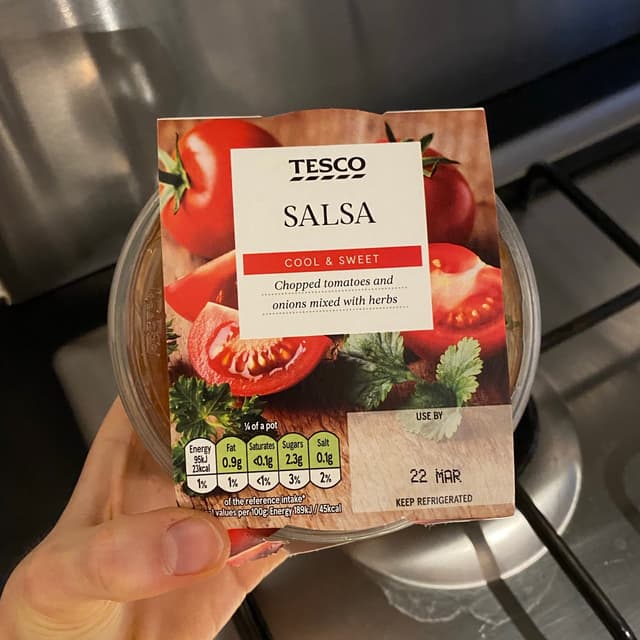 TESCO
SALSA
COOL & SWEET
Chopped tomatoes and
onions mixed with herbs
USE BY
22 MAR
KEEP REFRIGERATED
¼ of a pot
Energy Fat Saturates Sugars Salt
95kJ 23kcal 0.9g <0.1g 2.3g 0.1g
1% 1% <1% 3% 2%
of the reference intake*
values per 100g: Energy 189kJ / 45kcal